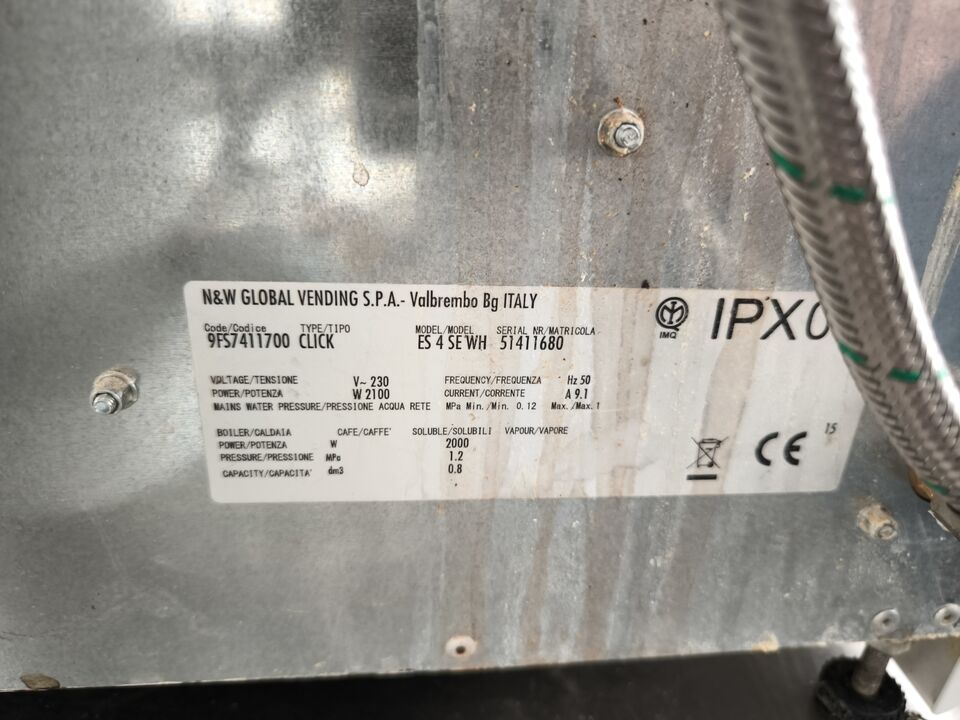 N&W GLOBAL VENDING S.P.A.- Valbrembo Bg ITALY
IMQ
IPX0
Code/Codice TYPE/TIPO MODEL/MODEL SERIAL NR/MATRICOLA
9FS7411700 CLICK ES 4 SE WH 51411680
VOLTAGE/TENSIONE V~ 230 FREQUENCY/FREQUENZA Hz 50
POWER/POTENZA W 2100 CURRENT/CORRENTE A 9.1
MAINS WATER PRESSURE/PRESSIONE ACQUA RETE MPa Min./Min. 0.12 Max./Max. 1
BOILER/CALDAIA CAFE/CAFFE' SOLUBLE/SOLUBILI VAPOUR/VAPORE
POWER/POTENZA W 2000
PRESSURE/PRESSIONE MPa 1.2
CAPACITY/CAPACITA' dm3 0.8
CE 15